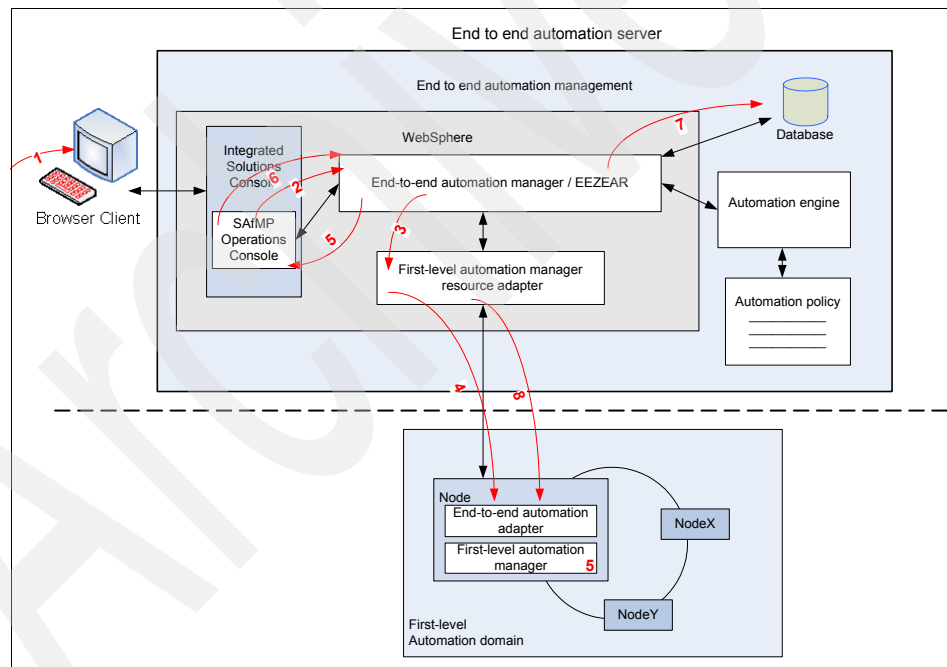 End to end automation server
End to end automation management
WebSphere
Database
7
1
Integrated
Solutions
Console
6
2
End-to-end automation manager / EEZEAR
Browser Client
SAfMP
Operations
Console
5
3
Automation engine
First-level automation manager
resource adapter
Automation policy
4
8
Node
End-to-end automation
adapter
First-level automation
manager
5
NodeX
NodeY
First-level
Automation domain
Archive